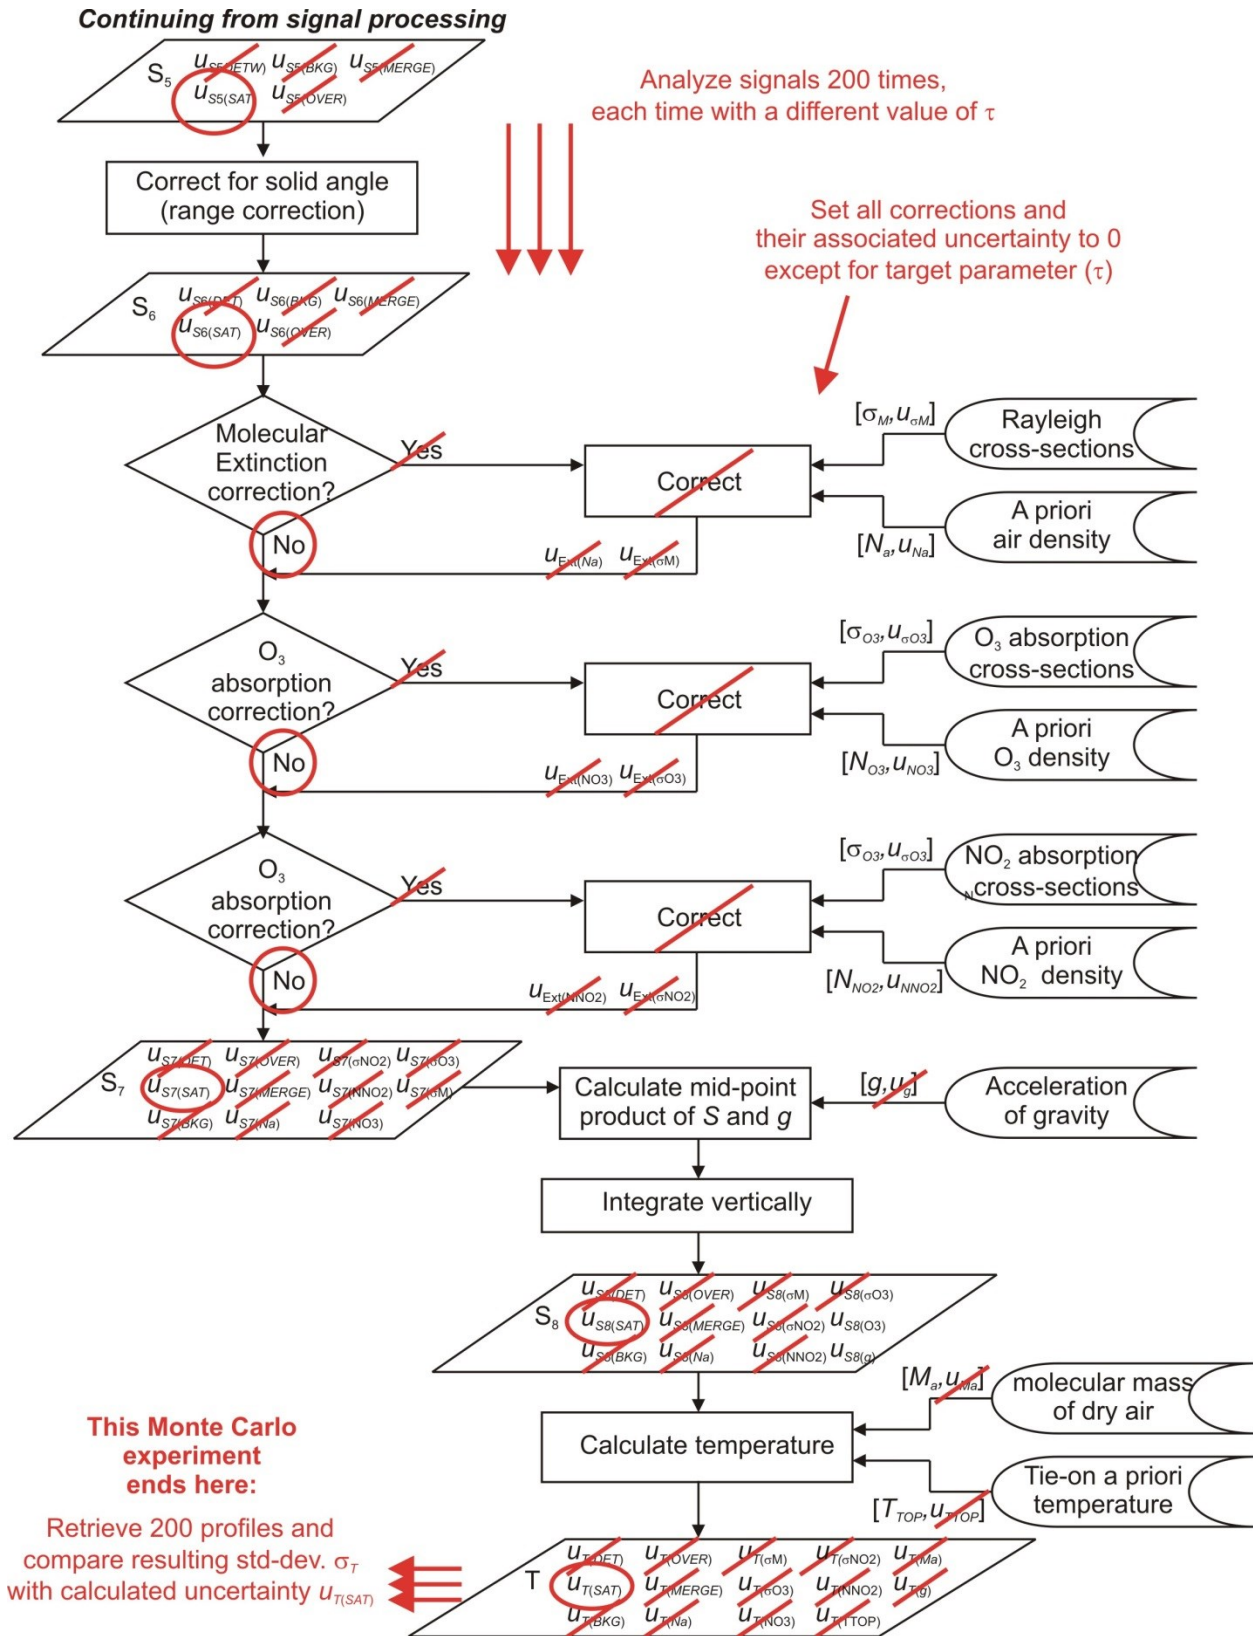 Continuing from signal processing
S5
uS5(DETW) uS5(BKG) uS5(MERGE)
uS5(SAT) uS5(OVER)
Analyze signals 200 times,
each time with a different value of τ
Correct for solid angle
(range correction)
Set all corrections and
their associated uncertainty to 0
except for target parameter (τ)
S6
uS6(DET) uS6(BKG) uS6(MERGE)
uS6(SAT) uS6(OVER)
Molecular
Extinction
correction?
Yes
Correct
[σM,uσM]
Rayleigh
cross-sections
[Na,uNa]
A priori
air density
No
uExt(Na) uExt(σM)
O3
absorption
correction?
Yes
Correct
[σO3,uσO3]
O3 absorption
cross-sections
[NO3,uNO3]
A priori
O3 density
No
uExt(NO3) uExt(σO3)
O3
absorption
correction?
Yes
Correct
[σO3,uσO3]
NO2 absorption
N cross-sections
[NNO2,uNNO2]
A priori
NO2 density
No
uExt(NNO2) uExt(σNO2)
S7
uS7(DET) uS7(OVER) uS7(σNO2) uS7(σO3)
uS7(SAT) uS7(MERGE) uS7(NNO2) uS7(σM)
uS7(BKG) uS7(Na) uS7(NO3)
Calculate mid-point
product of S and g
[g,ug]
Acceleration
of gravity
Integrate vertically
S8
uS8(DET) uS8(OVER) uS8(σM) uS8(σO3)
uS8(SAT) uS8(MERGE) uS8(σNO2) uS8(O3)
uS8(BKG) uS8(Na) uS8(NNO2) uS8(g)
[Ma,uMa]
molecular mass
of dry air
Calculate temperature
[TTOP,uTTOP]
Tie-on a priori
temperature
This Monte Carlo
experiment
ends here:
Retrieve 200 profiles and
compare resulting std-dev. σT
with calculated uncertainty uT(SAT)
T
uT(DET) uT(OVER) uT(σM) uT(σNO2) uT(Ma)
uT(SAT) uT(MERGE) uT(σO3) uT(NNO2) uT(g)
uT(BKG) uT(Na) uT(NO3) uT(TTOP)